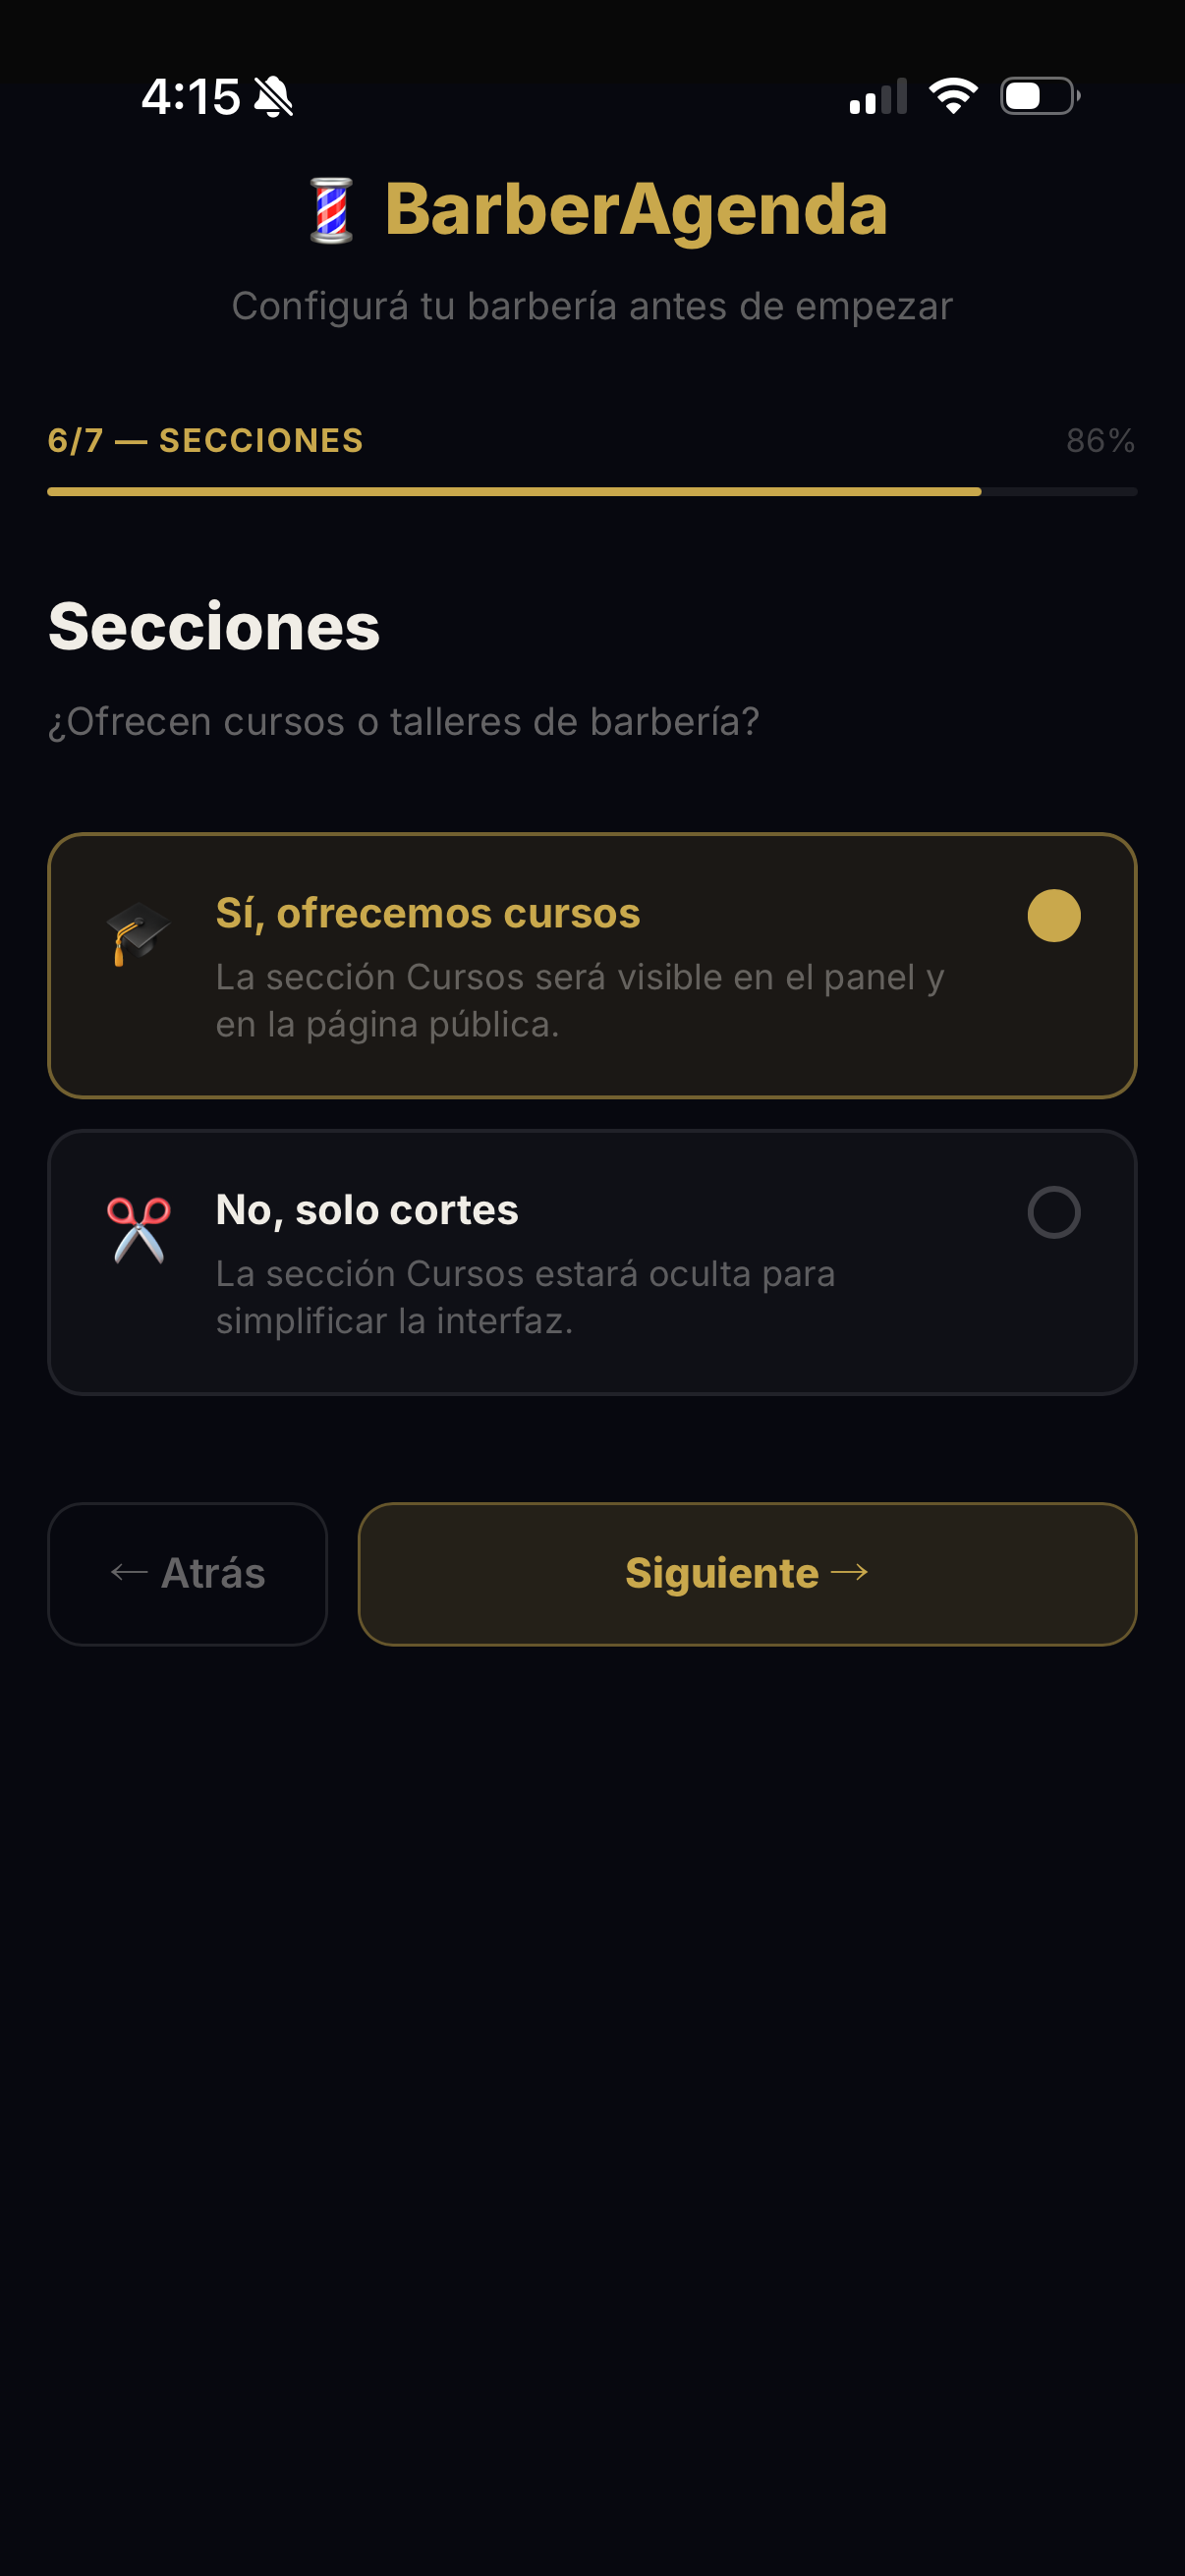 4:15
BarberAgenda
Configurá tu barbería antes de empezar
6/7 — SECCIONES
86%
Secciones
¿Ofrecen cursos o talleres de barbería?
Sí, ofrecemos cursos
La sección Cursos será visible en el panel y
en la página pública.
No, solo cortes
La sección Cursos estará oculta para
simplificar la interfaz.
← Atrás
Siguiente →